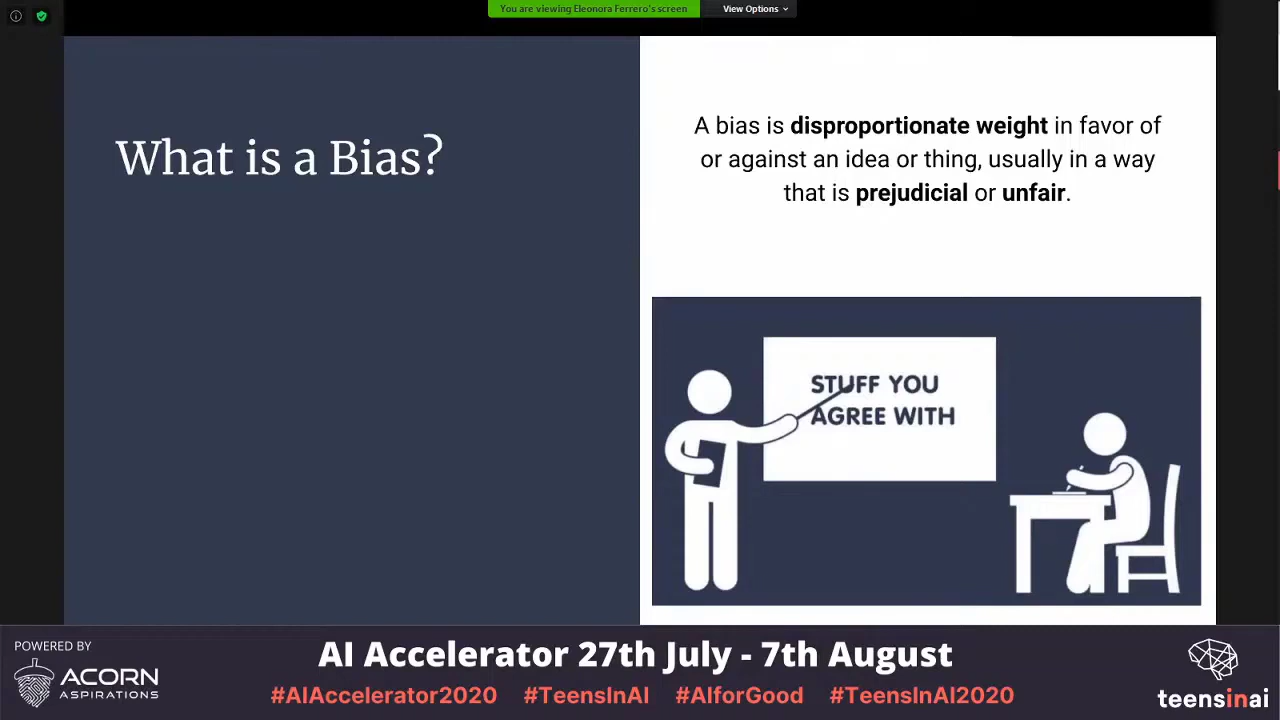 You are viewing Eleonora Ferrero's screen
View Options
What is a Bias?
A bias is disproportionate weight in favor of
or against an idea or thing, usually in a way
that is prejudicial or unfair.
STUFF YOU
AGREE WITH
POWERED BY
ACORN
ASPIRATIONS
AI Accelerator 27th July - 7th August
#AIAccelerator2020 #TeensInAI #AIforGood #TeensInAI2020
teensinai